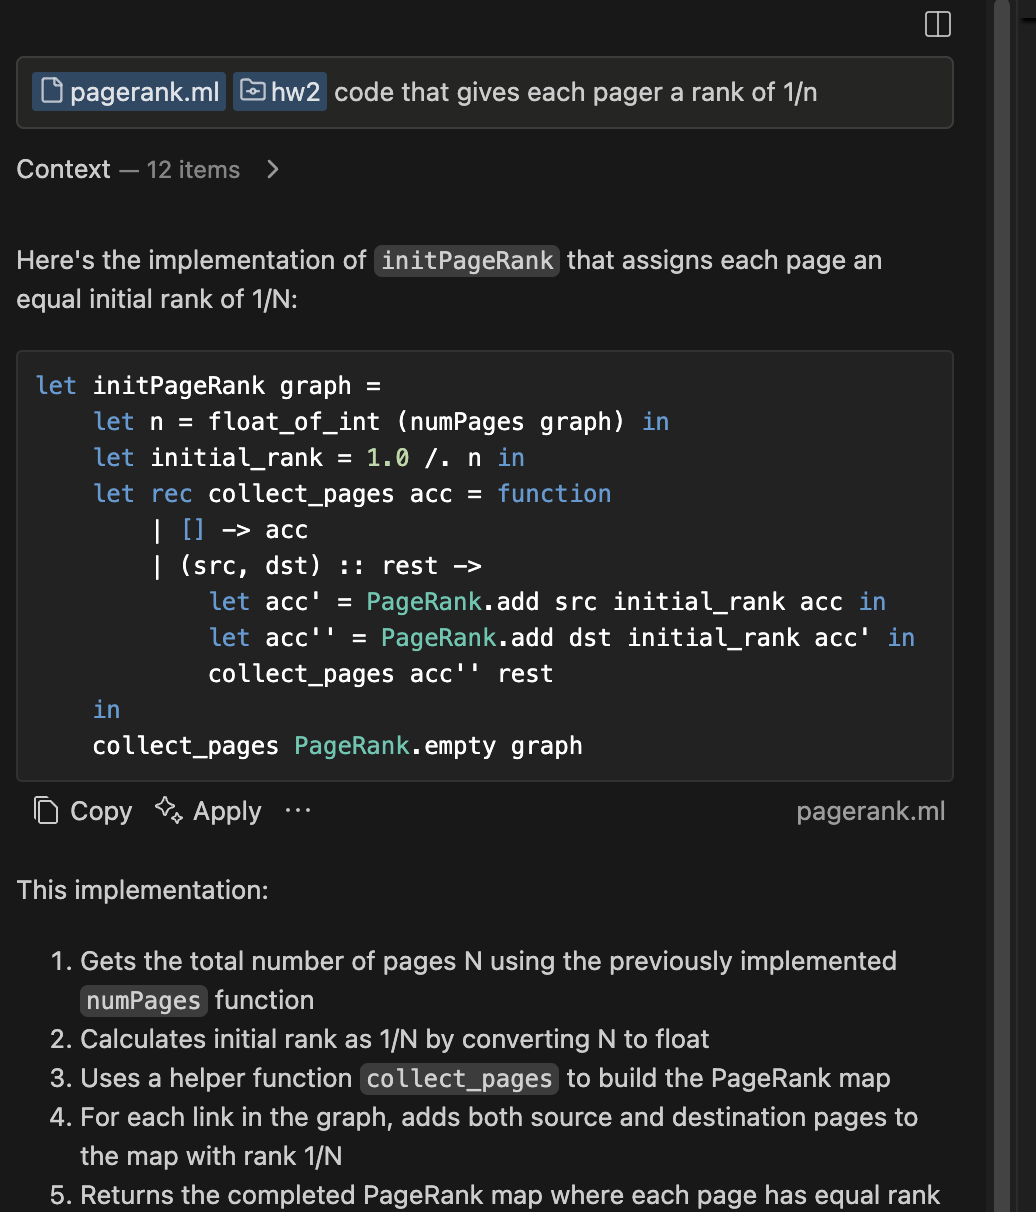 pagerank.ml hw2 code that gives each pager a rank of 1/n
Context — 12 items
Here's the implementation of initPageRank that assigns each page an
equal initial rank of 1/N:
let initPageRank graph =
    let n = float_of_int (numPages graph) in
    let initial_rank = 1.0 /. n in
    let rec collect_pages acc = function
        | [] -> acc
        | (src, dst) :: rest ->
            let acc' = PageRank.add src initial_rank acc in
            let acc'' = PageRank.add dst initial_rank acc' in
            collect_pages acc'' rest
    in
    collect_pages PageRank.empty graph
Copy Apply ··· pagerank.ml
This implementation:
1. Gets the total number of pages N using the previously implemented
numPages function
2. Calculates initial rank as 1/N by converting N to float
3. Uses a helper function collect_pages to build the PageRank map
4. For each link in the graph, adds both source and destination pages to
the map with rank 1/N
5. Returns the completed PageRank map where each page has equal rank